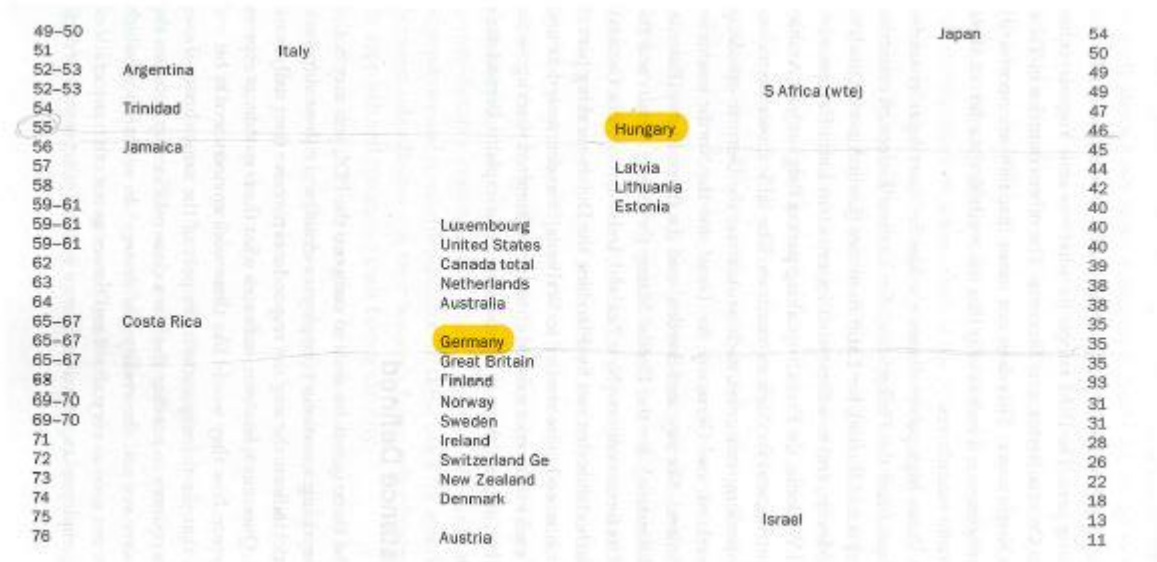 49–50 Japan 54
51 Italy 50
52–53 Argentina 49
52–53 S Africa (wte) 49
54 Trinidad 47
55 Hungary 46
56 Jamaica 45
57 Latvia 44
58 Lithuania 42
59–61 Estonia 40
59–61 Luxembourg 40
59–61 United States 40
62 Canada total 39
63 Netherlands 38
64 Australia 38
65–67 Costa Rica 35
65–67 Germany 35
65–67 Great Britain 35
68 Finland 93
69–70 Norway 31
69–70 Sweden 31
71 Ireland 28
72 Switzerland Ge 26
73 New Zealand 22
74 Denmark 18
75 Israel 13
76 Austria 11